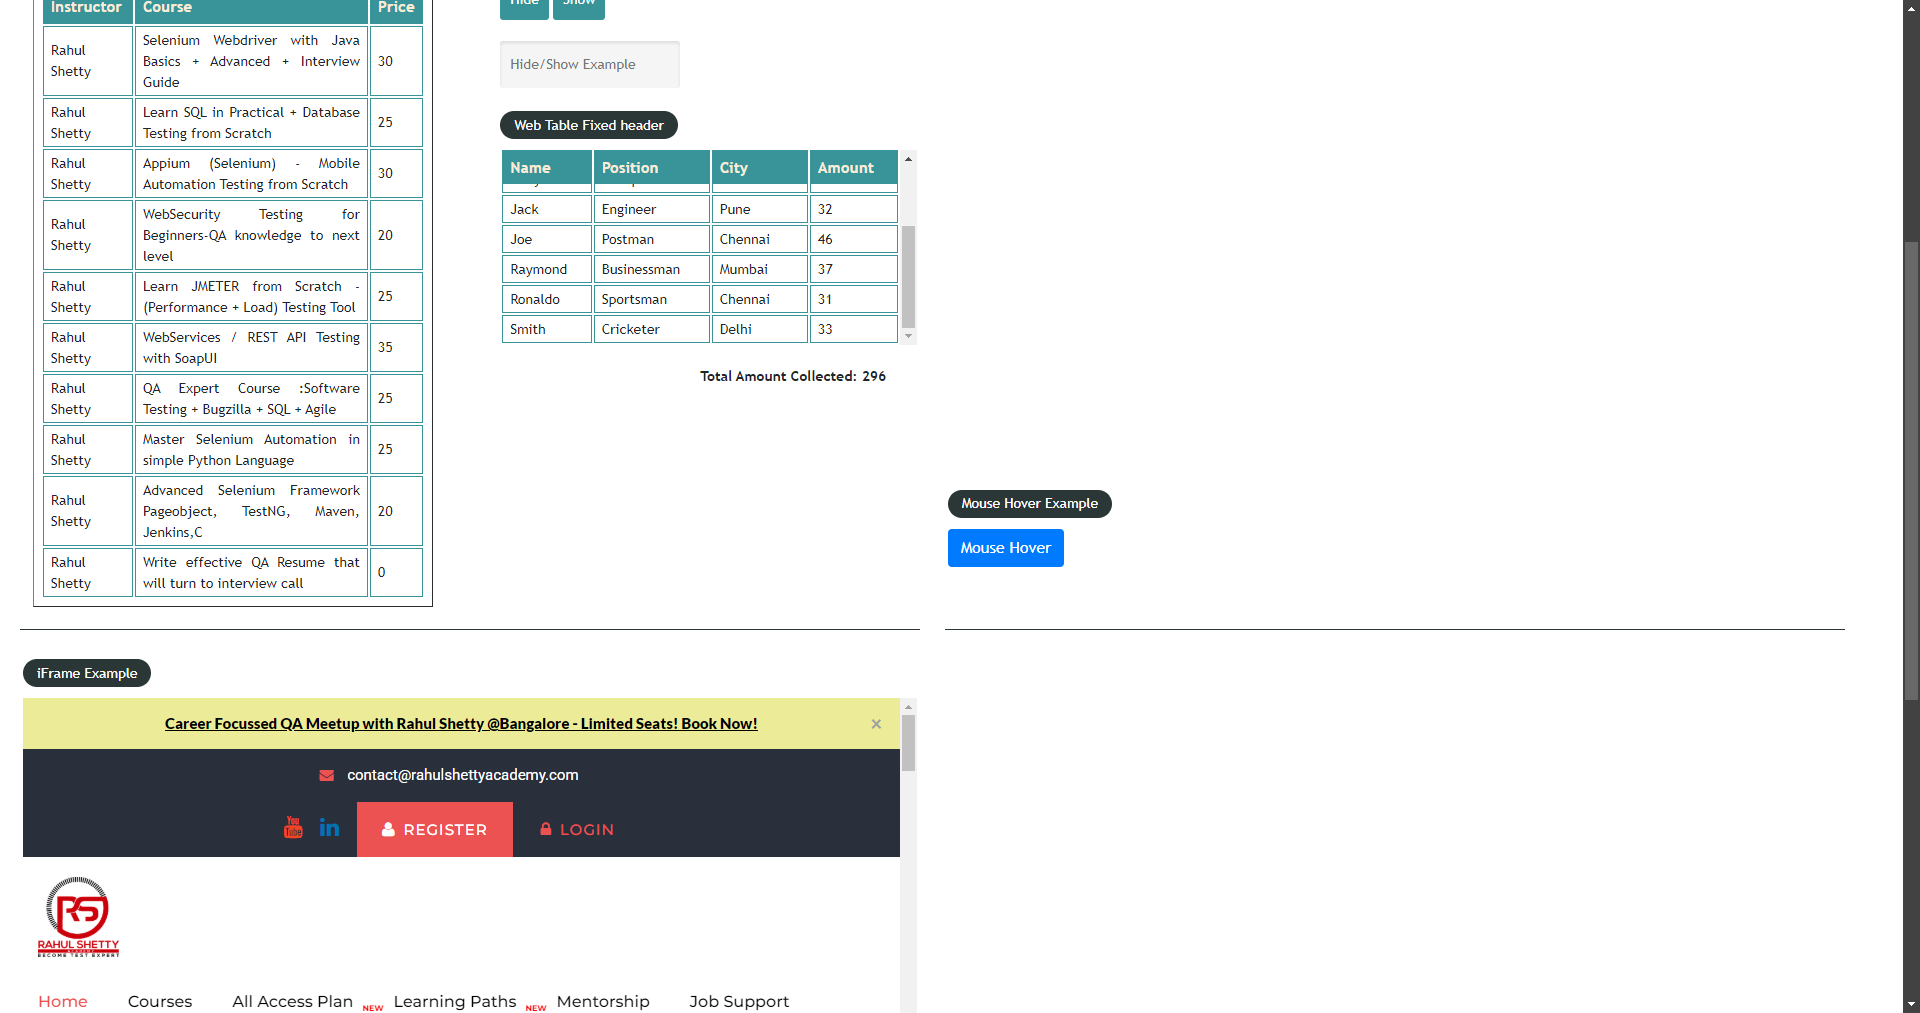 Instructor Course Price
Rahul Shetty Selenium Webdriver with Java Basics + Advanced + Interview Guide 30
Rahul Shetty Learn SQL in Practical + Database Testing from Scratch 25
Rahul Shetty Appium (Selenium) - Mobile Automation Testing from Scratch 30
Rahul Shetty WebSecurity Testing for Beginners-QA knowledge to next level 20
Rahul Shetty Learn JMETER from Scratch - (Performance + Load) Testing Tool 25
Rahul Shetty WebServices / REST API Testing with SoapUI 35
Rahul Shetty QA Expert Course :Software Testing + Bugzilla + SQL + Agile 25
Rahul Shetty Master Selenium Automation in simple Python Language 25
Rahul Shetty Advanced Selenium Framework Pageobject, TestNG, Maven, Jenkins,C 20
Rahul Shetty Write effective QA Resume that will turn to interview call 0
Hide Show
Hide/Show Example
Web Table Fixed header
Name Position City Amount
Jack Engineer Pune 32
Joe Postman Chennai 46
Raymond Businessman Mumbai 37
Ronaldo Sportsman Chennai 31
Smith Cricketer Delhi 33
Total Amount Collected: 296
Mouse Hover Example
Mouse Hover
iFrame Example
Career Focussed QA Meetup with Rahul Shetty @Bangalore - Limited Seats! Book Now! ×
contact@rahulshettyacademy.com
You Tube in REGISTER LOGIN
RS
RAHUL SHETTY
ACADEMY
BECOME TEST EXPERT
Home Courses All Access Plan NEW Learning Paths NEW Mentorship Job Support